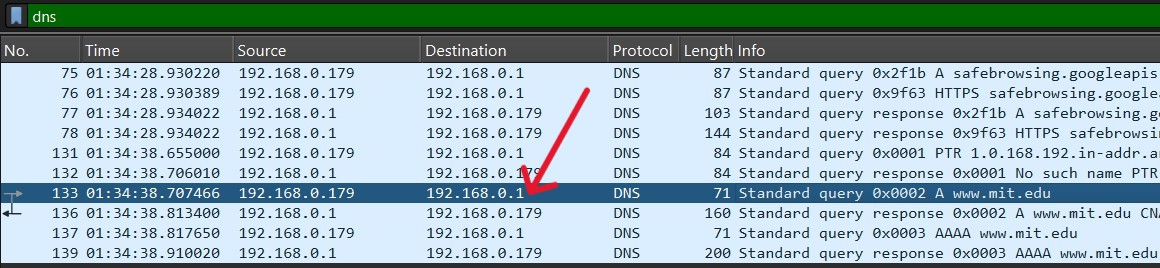 dns
No. Time Source Destination Protocol Length Info
75 01:34:28.930220 192.168.0.179 192.168.0.1 DNS 87 Standard query 0x2f1b A safebrowsing.googleapis
76 01:34:28.930389 192.168.0.179 192.168.0.1 DNS 87 Standard query 0x9f63 HTTPS safebrowsing.google
77 01:34:28.934022 192.168.0.1 192.168.0.179 DNS 103 Standard query response 0x2f1b A safebrowsing.g
78 01:34:28.934022 192.168.0.1 192.168.0.179 DNS 144 Standard query response 0x9f63 HTTPS safebrowsin
131 01:34:38.655000 192.168.0.179 192.168.0.1 DNS 84 Standard query 0x0001 PTR 1.0.168.192.in-addr.ar
132 01:34:38.706010 192.168.0.1 192.168.0.179 DNS 84 Standard query response 0x0001 No such name PTR
133 01:34:38.707466 192.168.0.179 192.168.0.1 DNS 71 Standard query 0x0002 A www.mit.edu
136 01:34:38.813400 192.168.0.1 192.168.0.179 DNS 160 Standard query response 0x0002 A www.mit.edu CNA
137 01:34:38.817650 192.168.0.179 192.168.0.1 DNS 71 Standard query 0x0003 AAAA www.mit.edu
139 01:34:38.910020 192.168.0.1 192.168.0.179 DNS 200 Standard query response 0x0003 AAAA www.mit.edu